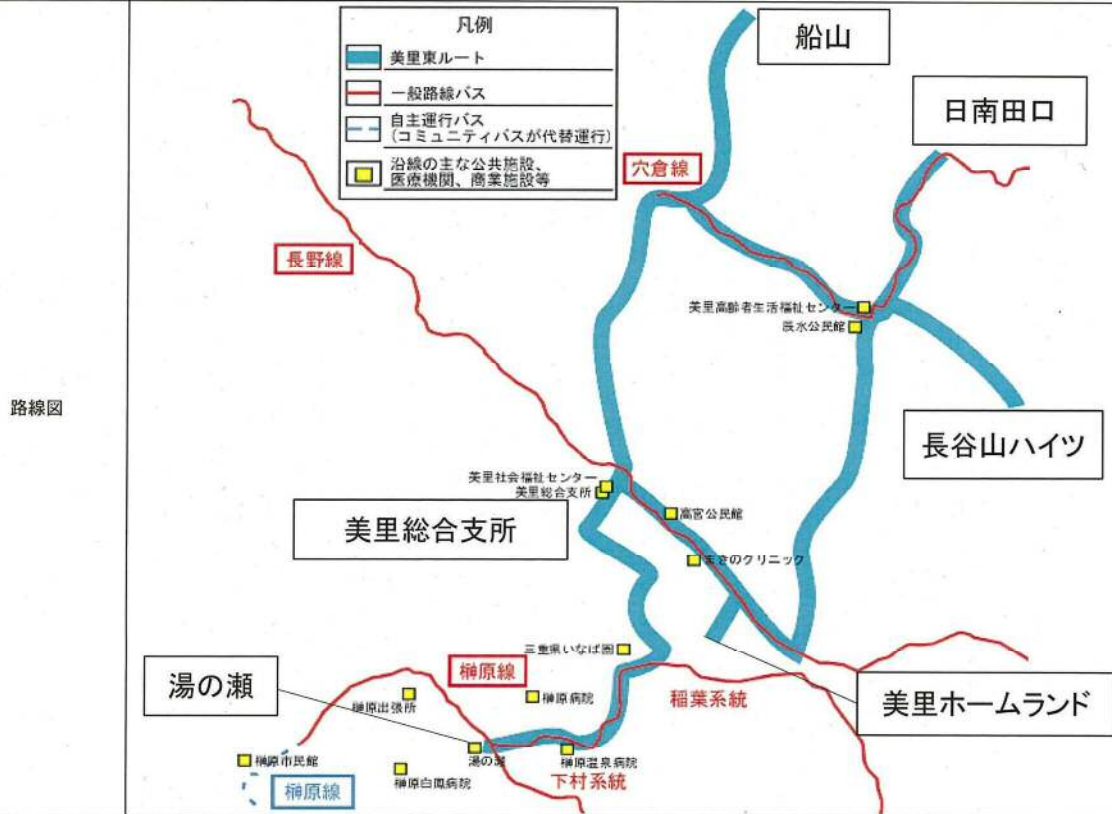 路線図
凡例
美里東ルート
一般路線バス
自主運行バス
(コミュニティバスが代替運行)
沿線の主な公共施設、
医療機関、商業施設等
船山
日南田口
穴倉線
長野線
美里高齢者生活福祉センター
辰水公民館
長谷山ハイツ
美里社会福祉センター
美里総合支所
高宮公民館
美里総合支所
まさのクリニック
三重県いなば園
湯の瀬
榊原線
榊原病院
稲葉系統
美里ホームランド
榊原出張所
榊原市民館
湯の瀬
榊原温泉病院
榊原白鳳病院
下村系統
榊原線